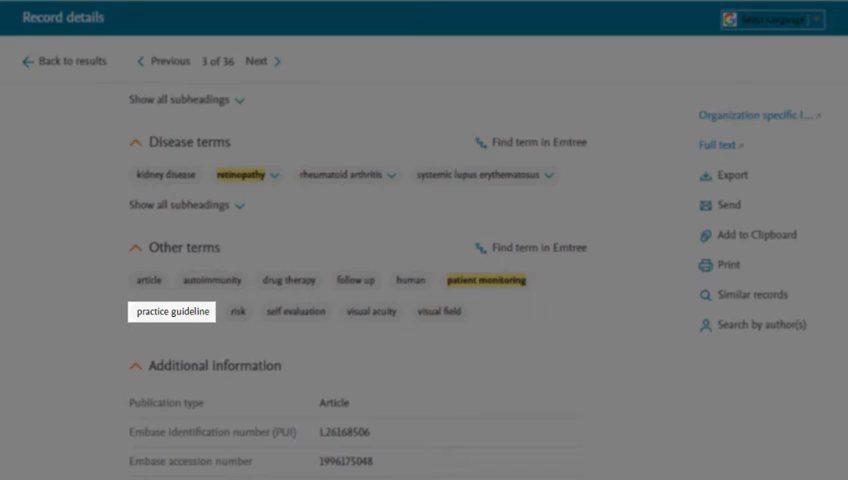 Record details
Select Language
Back to results
Previous 3 of 36 Next
Show all subheadings
Organization specific l...
Disease terms
Find term in Emtree
Full text
kidney disease retinopathy rheumatoid arthritis systemic lupus erythematosus
Export
Show all subheadings
Send
Add to Clipboard
Other terms
Find term in Emtree
Print
article autoimmunity drug therapy follow up human patient monitoring
Similar records
practice guideline risk self evaluation visual acuity visual field
Search by author(s)
Additional information
Publication type Article
Embase identification number (PUI) L26168506
Embase accession number 1996175048